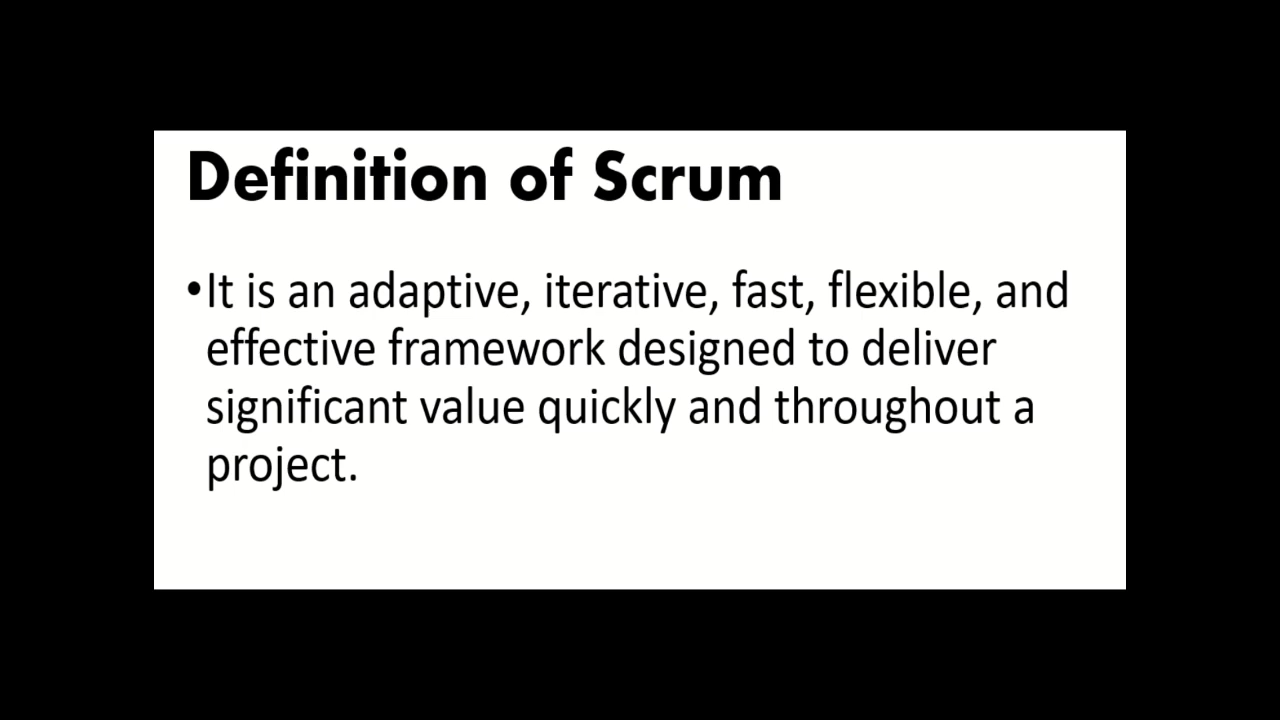 Definition of Scrum
•It is an adaptive, iterative, fast, flexible, and
effective framework designed to deliver
significant value quickly and throughout a
project.